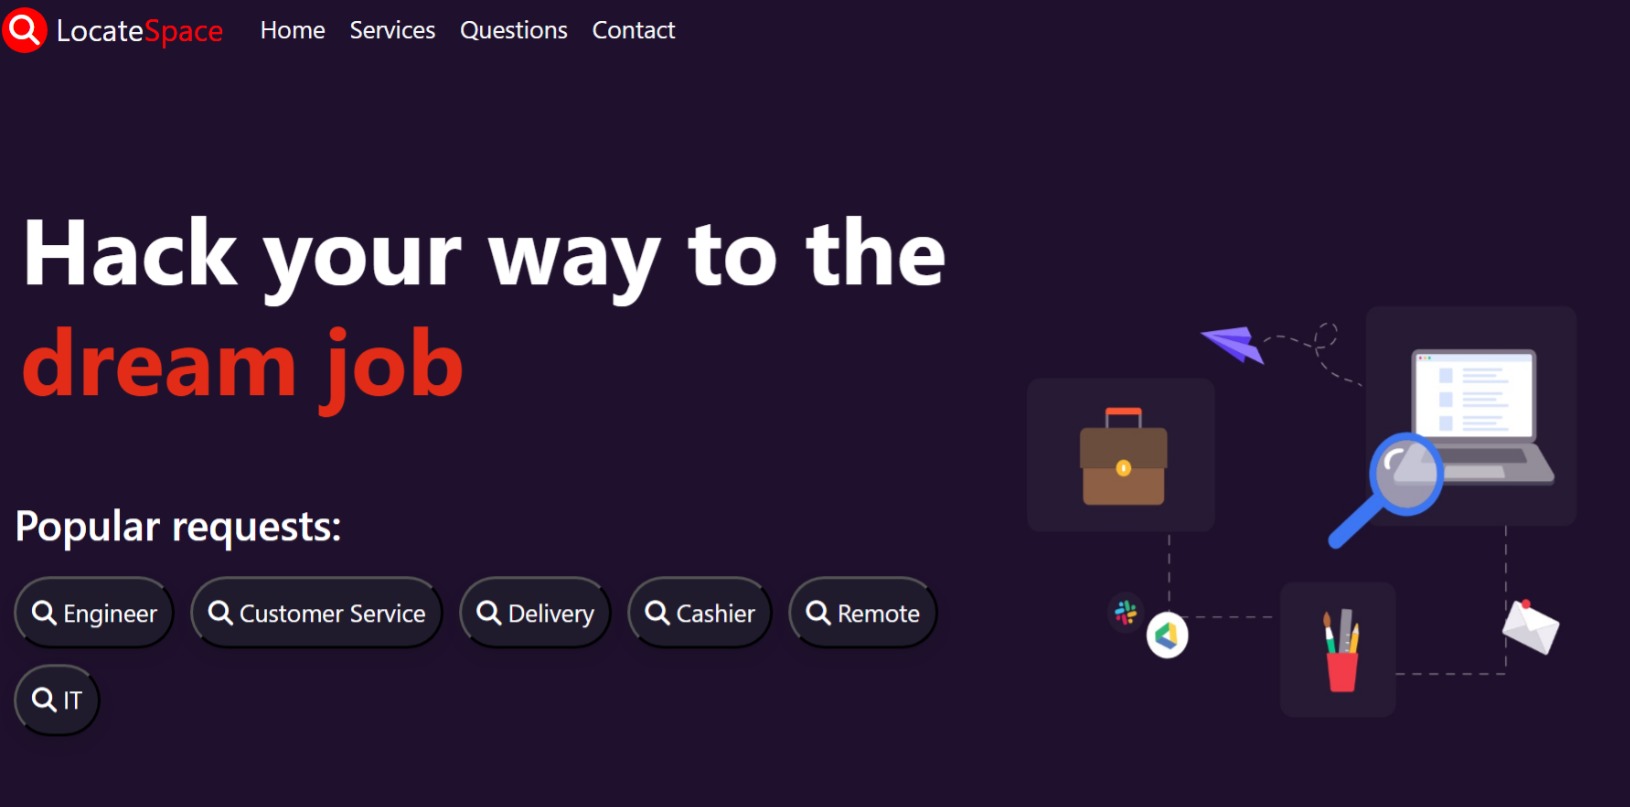 LocateSpace Home Services Questions Contact
Hack your way to the
dream job
Popular requests:
Engineer Customer Service Delivery Cashier Remote
IT